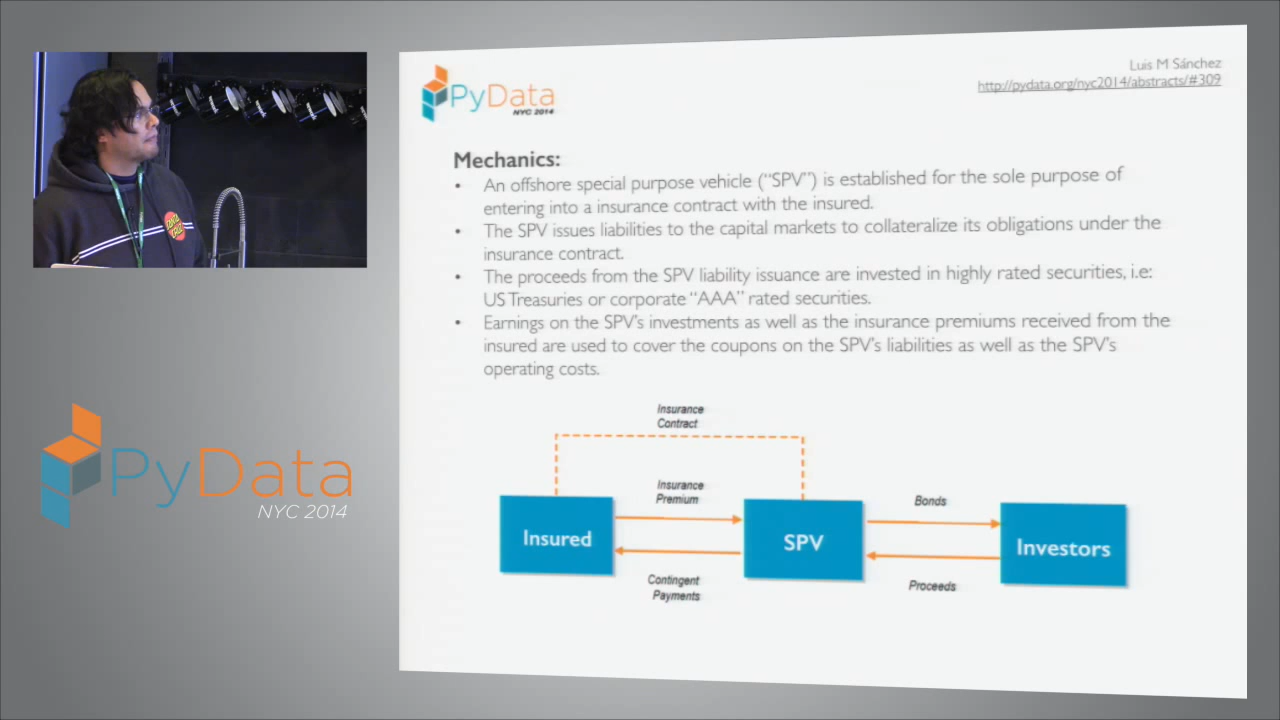 Luis M Sánchez
http://pydata.org/nyc2014/abstracts/#309
PyData
NYC 2014
Mechanics:
• An offshore special purpose vehicle ("SPV") is established for the sole purpose of
entering into a insurance contract with the insured.
• The SPV issues liabilities to the capital markets to collateralize its obligations under the
insurance contract.
• The proceeds from the SPV liability issuance are invested in highly rated securities, i.e:
US Treasuries or corporate "AAA" rated securities.
• Earnings on the SPV's investments as well as the insurance premiums received from the
insured are used to cover the coupons on the SPV's liabilities as well as the SPV's
operating costs.
Insurance
Contract
Insurance
Premium
Bonds
Insured
SPV
Investors
Contingent
Payments
Proceeds
PyData
NYC 2014